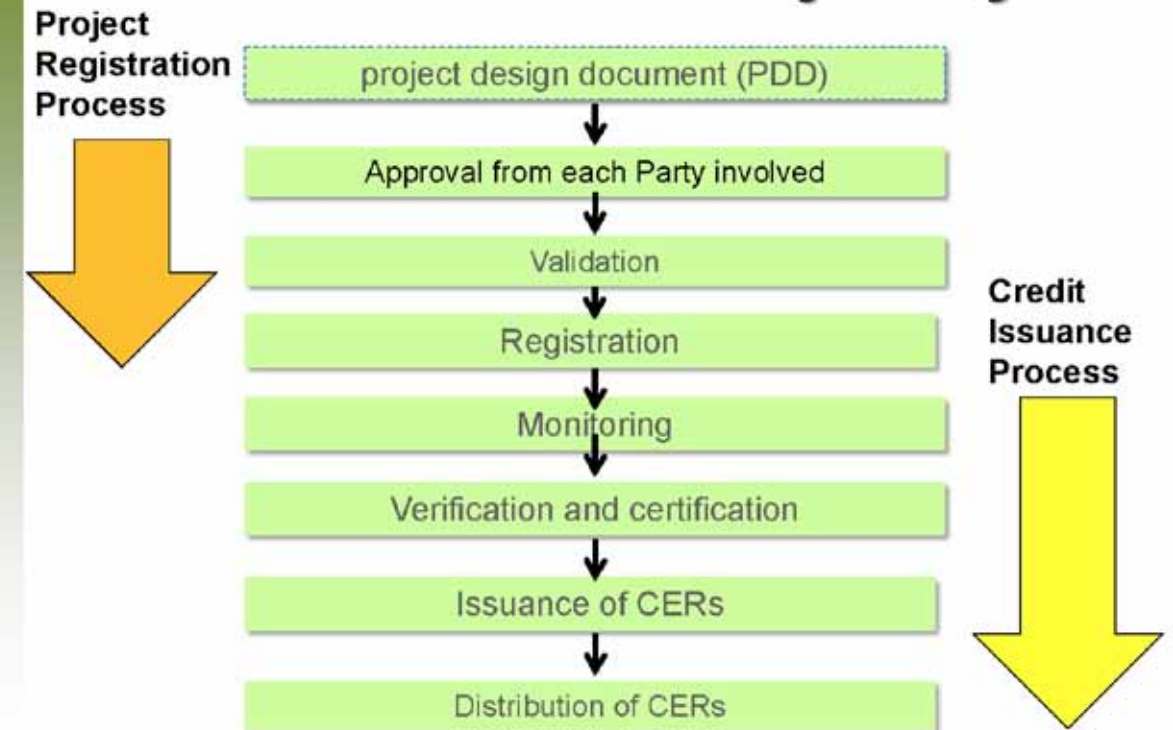 Project
Registration
Process
project design document (PDD)
Approval from each Party involved
Validation
Registration
Monitoring
Verification and certification
Issuance of CERs
Distribution of CERs
Credit
Issuance
Process